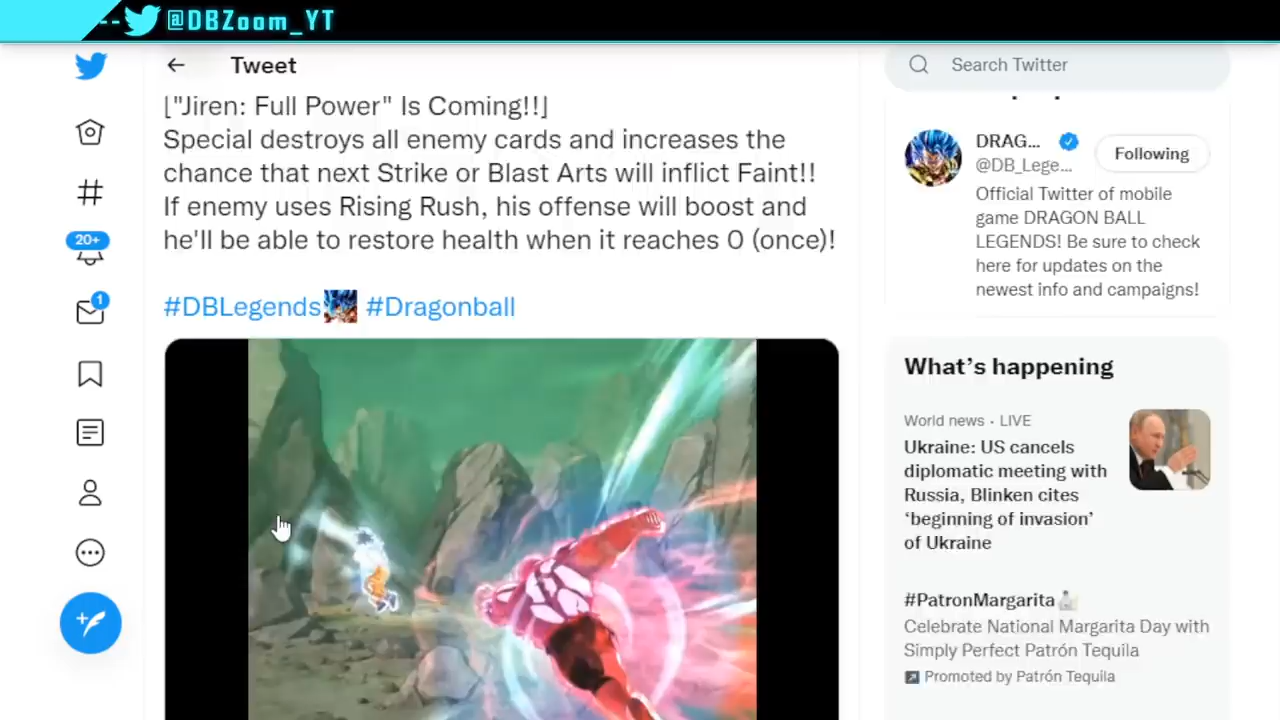 @DBZoom_YT
Tweet
Search Twitter
["Jiren: Full Power" Is Coming!!]
Special destroys all enemy cards and increases the
chance that next Strike or Blast Arts will inflict Faint!!
If enemy uses Rising Rush, his offense will boost and
he'll be able to restore health when it reaches 0 (once)!
#DBLegends #Dragonball
20+
1
DRAG...
@DB_Lege...
Following
Official Twitter of mobile
game DRAGON BALL
LEGENDS! Be sure to check
here for updates on the
newest info and campaigns!
What's happening
World news · LIVE
Ukraine: US cancels
diplomatic meeting with
Russia, Blinken cites
‘beginning of invasion’
of Ukraine
#PatronMargarita
Celebrate National Margarita Day with
Simply Perfect Patrón Tequila
Promoted by Patrón Tequila